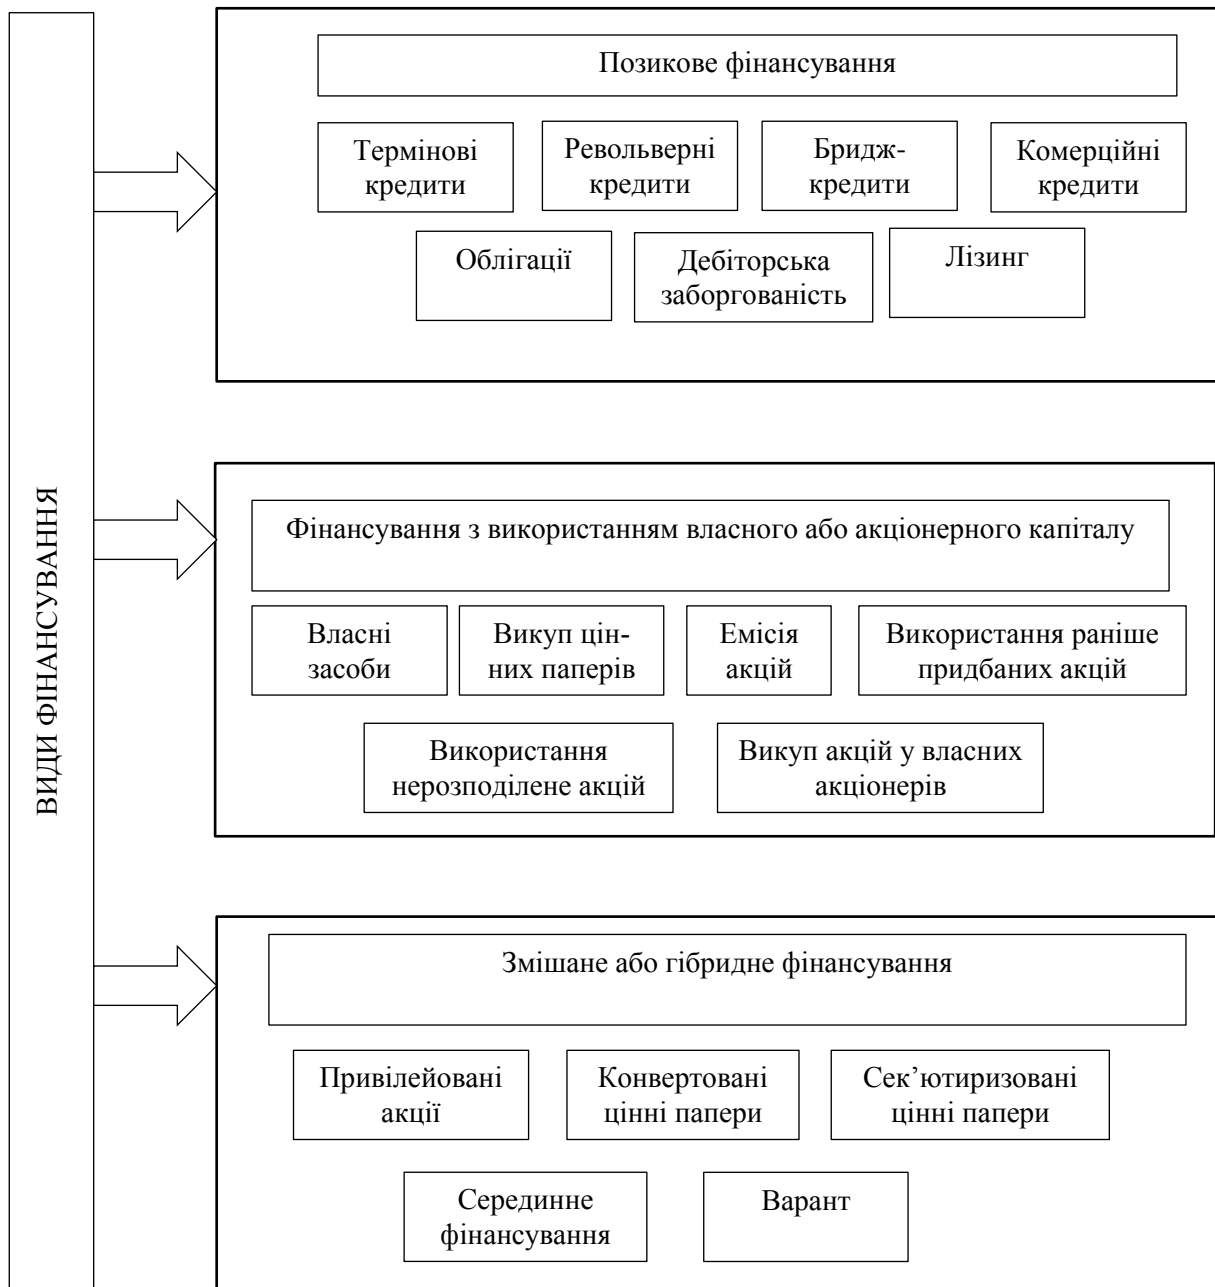 ВИДИ ФІНАНСУВАННЯ
Позикове фінансування
Термінові
кредити
Револьверні
кредити
Бридж-
кредити
Комерційні
кредити
Облігації
Дебіторська
заборгованість
Лізинг
Фінансування з використанням власного або акціонерного капіталу
Власні
засоби
Викуп цін-
них паперів
Емісія
акцій
Використання раніше
придбаних акцій
Використання
нерозподілене акцій
Викуп акцій у власних
акціонерів
Змішане або гібридне фінансування
Привілейовані
акції
Конвертовані
цінні папери
Сек’ютиризовані
цінні папери
Серединне
фінансування
Варант